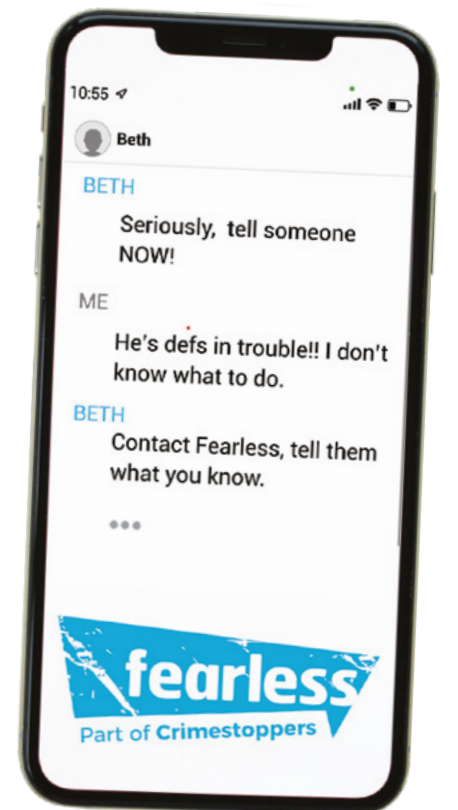 10:55
Beth
BETH
Seriously, tell someone
NOW!
ME
He's defs in trouble!! I don't
know what to do.
BETH
Contact Fearless, tell them
what you know.
fearless
Part of Crimestoppers